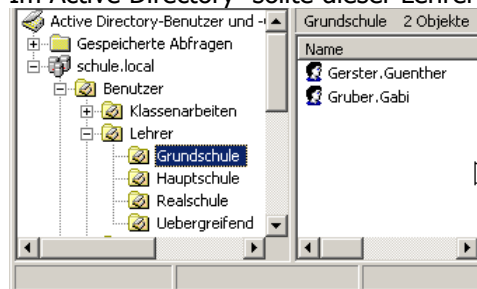 Im Active Directory sollte dieser Lehrer
Active Directory-Benutzer und -
Gespeicherte Abfragen
schule.local
Benutzer
Klassenarbeiten
Lehrer
Grundschule
Hauptschule
Realschule
Uebergreifend
Grundschule 2 Objekte
Name
Gerster.Guenther
Gruber.Gabi